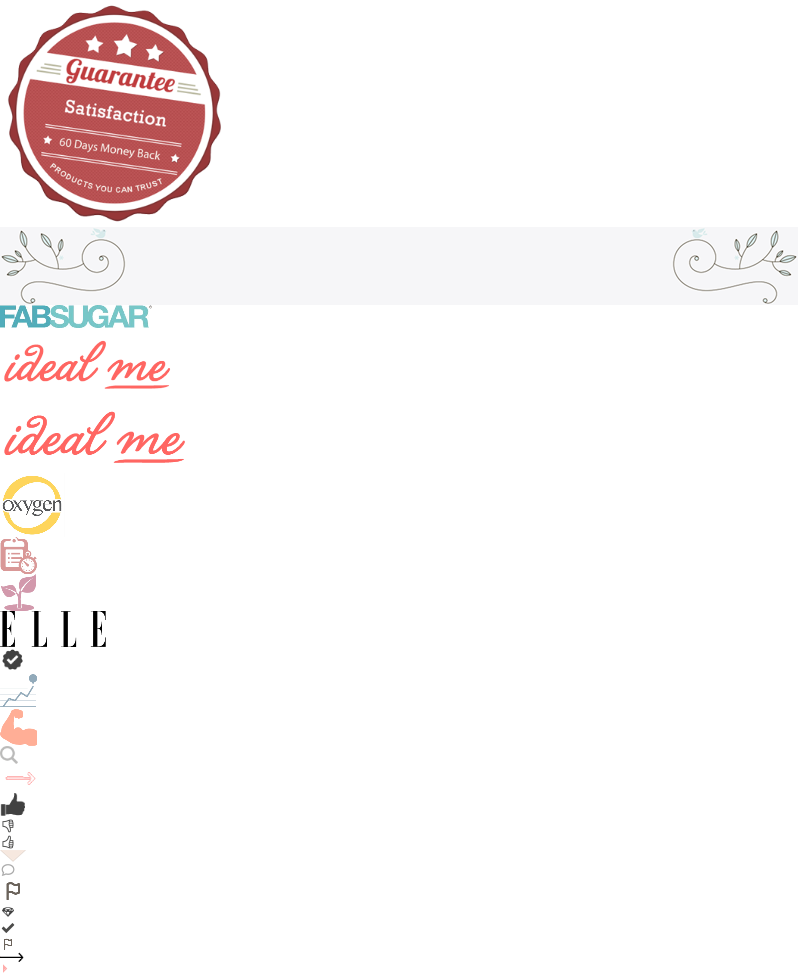 Guarantee
Satisfaction
60 Days Money Back
PRODUCTS YOU CAN TRUST
FABSUGAR
ideal me
ideal me
oxygen
ELLE